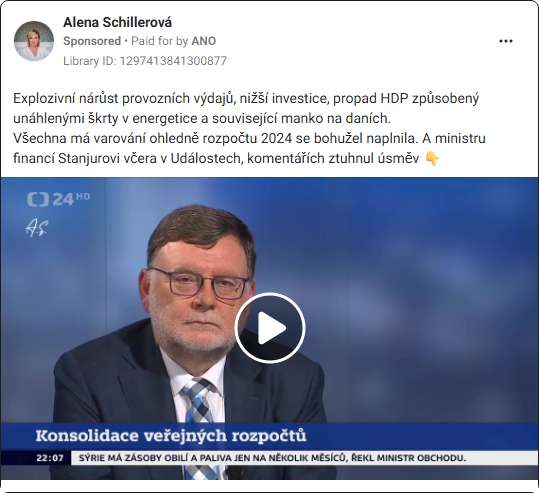 Alena Schillerová
Sponsored • Paid for by ANO
Library ID: 1297413841300877
Explozivní nárůst provozních výdajů, nižší investice, propad HDP způsobený
unáhlenými škrty v energetice a související manko na daních.
Všechna má varování ohledně rozpočtu 2024 se bohužel naplnila. A ministru
financí Stanjurovi včera v Událostech, komentářích ztuhnul úsměv 👇
24 HD
AS
Konsolidace veřejných rozpočtů
22:07 SÝRIE MÁ ZÁSOBY OBILÍ A PALIVA JEN NA NĚKOLIK MĚSÍCŮ, ŘEKL MINISTR OBCHODU.